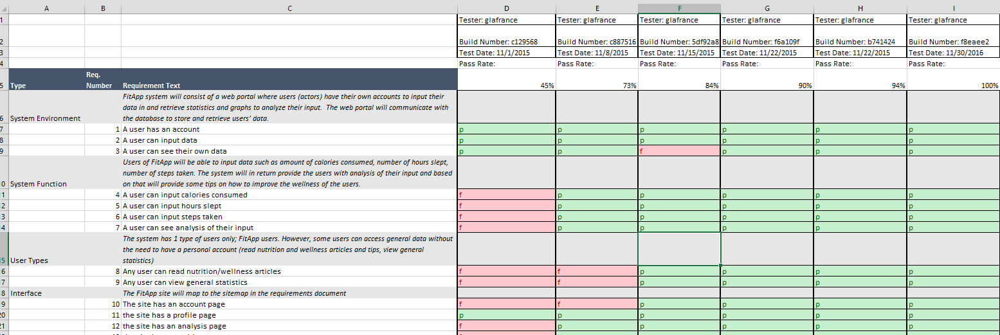 A B C D E F G H I
1 Tester: glafrance Tester: glafrance Tester: glafrance Tester: glafrance Tester: glafrance Tester: glafrance
2 Build Number: c129568 Build Number: c887516 Build Number: 5df92a8 Build Number: f6a109f Build Number: b741424 Build Number: f8eaee2
3 Test Date: 11/1/2015 Test Date: 11/8/2015 Test Date: 11/15/2015 Test Date: 11/22/2015 Test Date: 11/22/2015 Test Date: 11/30/2016
4 Pass Rate: Pass Rate: Pass Rate: Pass Rate: Pass Rate: Pass Rate:
Req.
5 Type Number Requirement Text 45% 73% 84% 90% 94% 100%
FitApp system will consist of a web portal where users (actors) have their own accounts to input their
data in and retrieve statistics and graphs to analyze their input. The web portal will communicate with
6 System Environment the database to store and retrieve users' data.
7 1 A user has an account p p p p p p
8 2 A user can input data p p p p p p
9 3 A user can see their own data p p f p p p
Users of FitApp will be able to input data such as amount of calories consumed, number of hours slept,
number of steps taken. The system will in return provide the users with analysis of their input and based
0 System Function on that will provide some tips on how to improve the wellness of the users.
1 4 A user can input calories consumed f p p p p p
2 5 A user can input hours slept f p p p p p
3 6 A user can input steps taken f p p p p p
4 7 A user can see analysis of their input f p p p p p
The system has 1 type of users only; FitApp users. However, some users can access general data without
the need to have a personal account (read nutrition and wellness articles and tips, view general
5 User Types statistics)
6 8 Any user can read nutrition/wellness articles f f p p p p
7 9 Any user can view general statistics f f p p p p
8 Interface The FitApp site will map to the sitemap in the requirements document
9 10 The site has an account page f f p p p p
20 11 the site has a profile page p p p p p p
21 12 the site has an analysis page f p p p p p